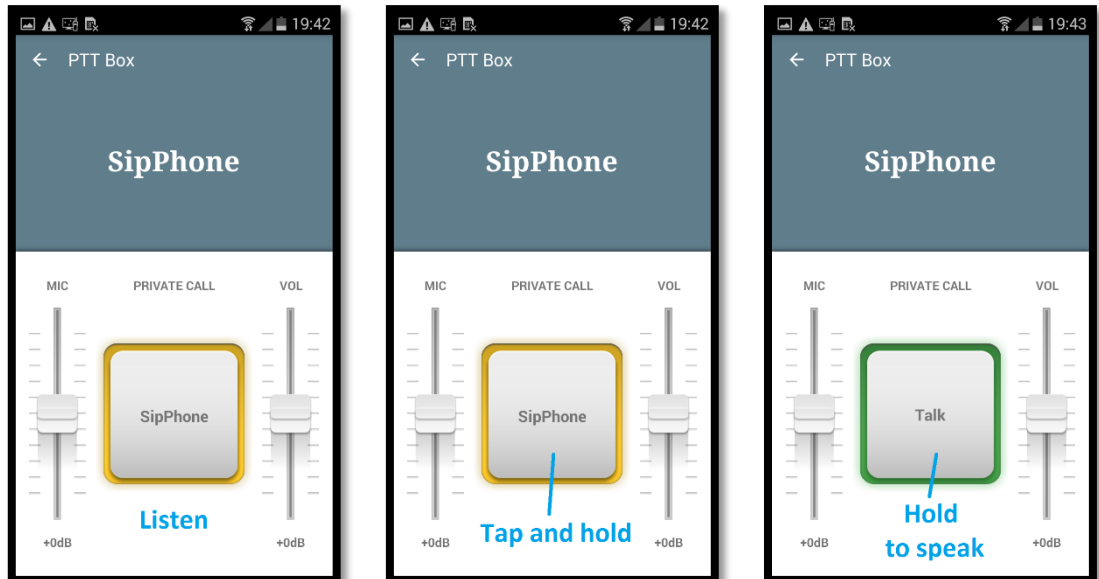 19:42
PTT Box
SipPhone
MIC PRIVATE CALL VOL
SipPhone
Listen
+0dB +0dB
19:42
PTT Box
SipPhone
MIC PRIVATE CALL VOL
SipPhone
Tap and hold
+0dB +0dB
19:43
PTT Box
SipPhone
MIC PRIVATE CALL VOL
Talk
Hold
to speak
+0dB +0dB